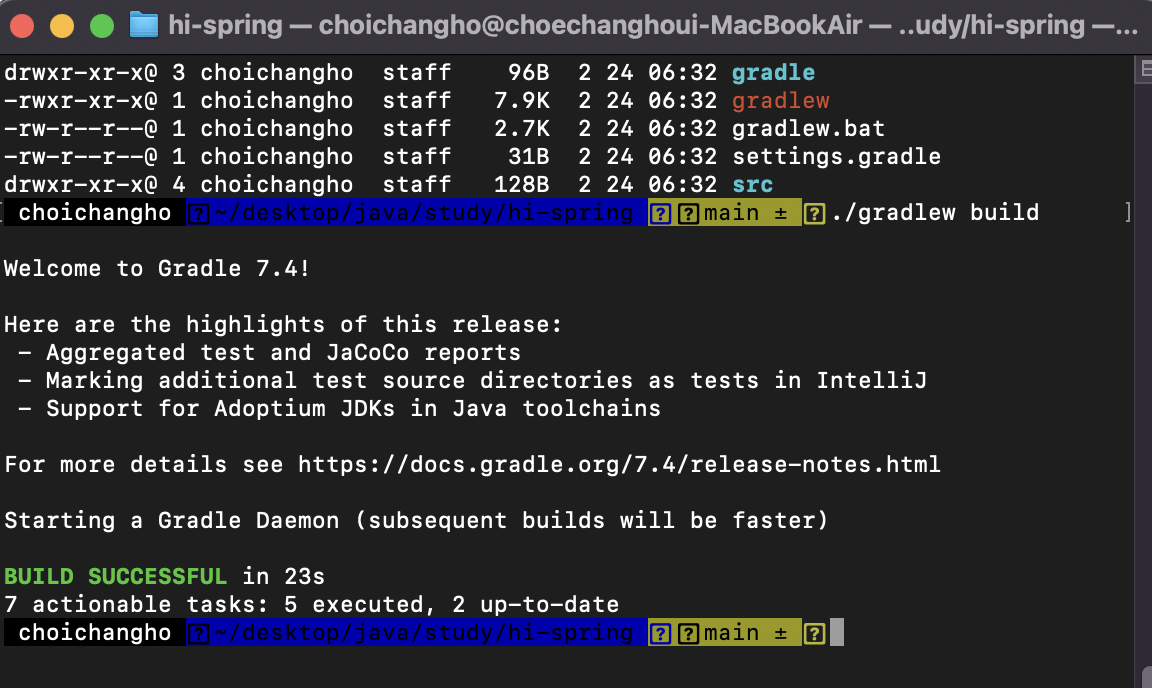 hi-spring — choichangho@choechanghoui-MacBookAir — ..udy/hi-spring —...
drwxr-xr-x@ 3 choichangho  staff    96B  2 24 06:32 gradle
-rwxr-xr-x@ 1 choichangho  staff   7.9K  2 24 06:32 gradlew
-rw-r--r--@ 1 choichangho  staff   2.7K  2 24 06:32 gradlew.bat
-rw-r--r--@ 1 choichangho  staff    31B  2 24 06:32 settings.gradle
drwxr-xr-x@ 4 choichangho  staff   128B  2 24 06:32 src
[ choichangho ? ~/desktop/java/study/hi-spring ? ? main ± ? ./gradlew build ]
Welcome to Gradle 7.4!
Here are the highlights of this release:
 - Aggregated test and JaCoCo reports
 - Marking additional test source directories as tests in IntelliJ
 - Support for Adoptium JDKs in Java toolchains
For more details see https://docs.gradle.org/7.4/release-notes.html
Starting a Gradle Daemon (subsequent builds will be faster)
BUILD SUCCESSFUL in 23s
7 actionable tasks: 5 executed, 2 up-to-date
choichangho ? ~/desktop/java/study/hi-spring ? ? main ± ?